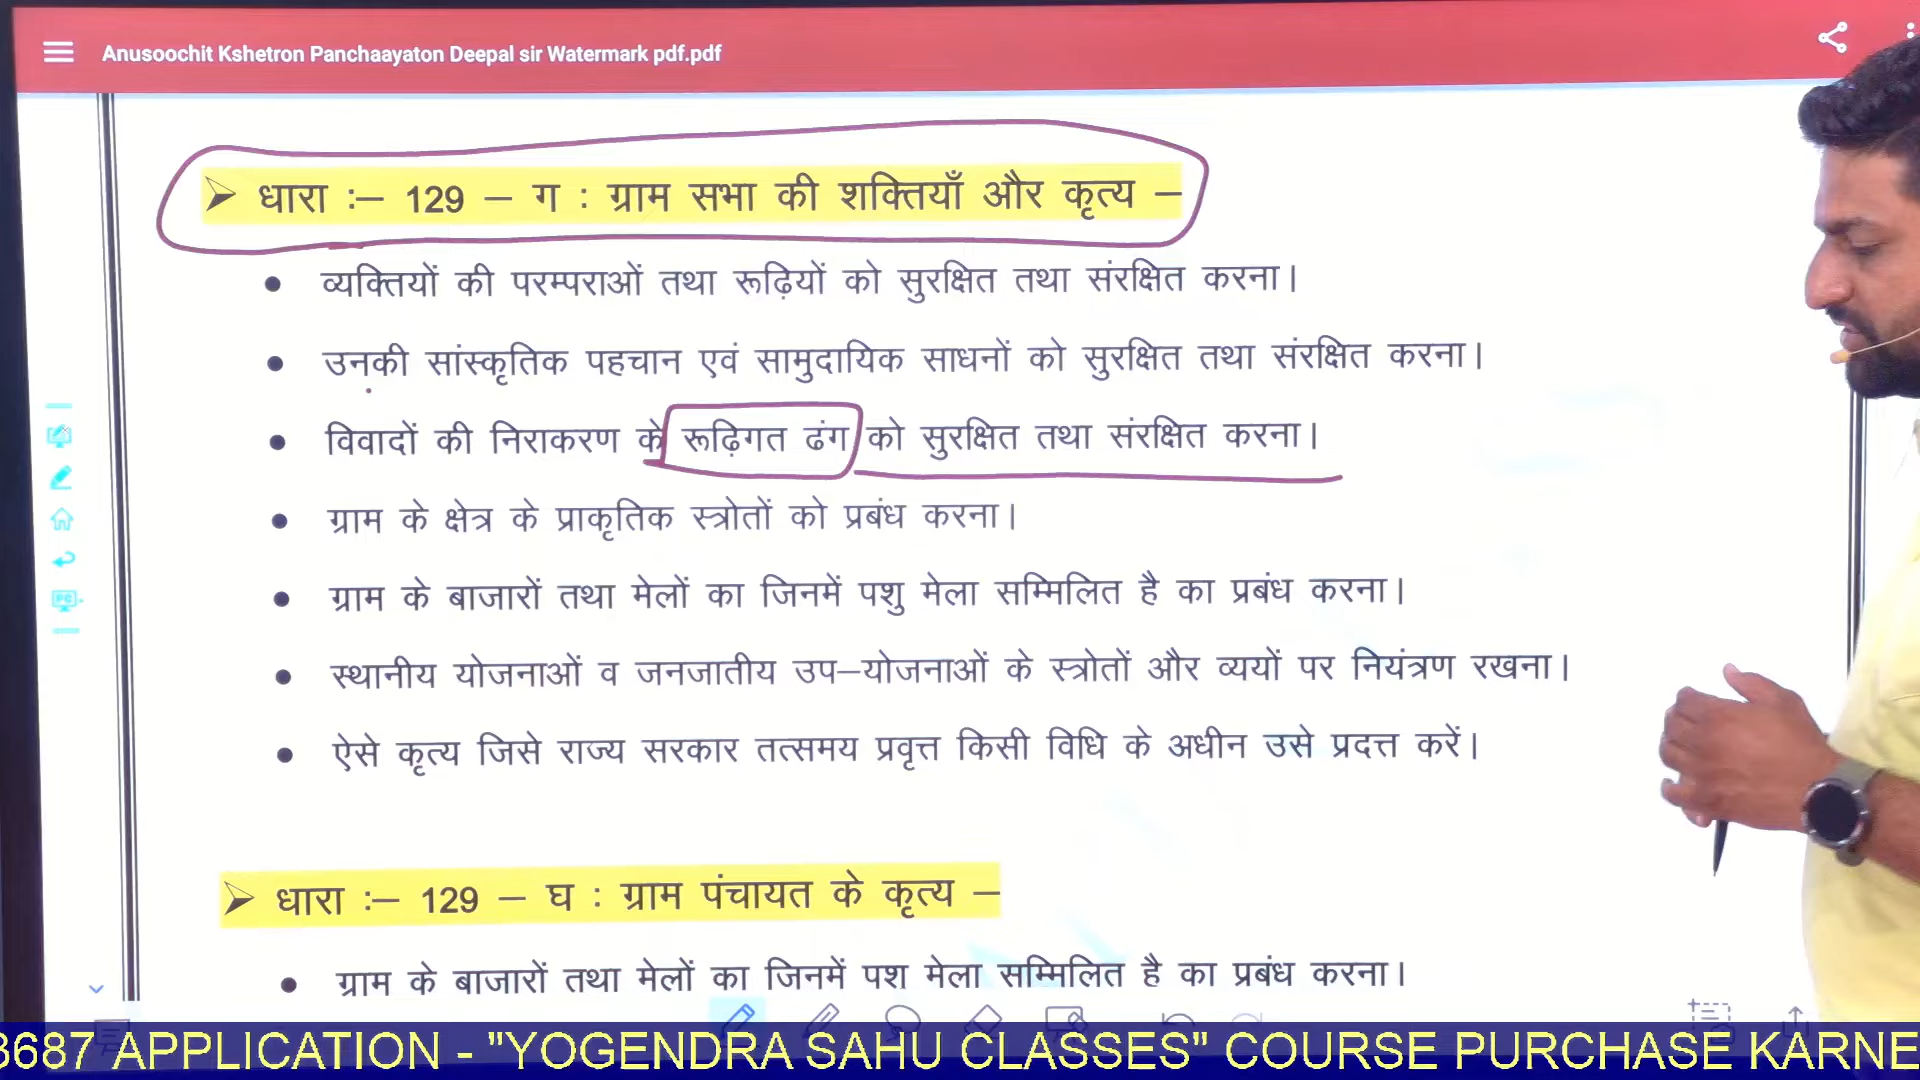 Anusoochit Kshetron Panchaayaton Deepal sir Watermark pdf.pdf
➢ धारा :– 129 – ग : ग्राम सभा की शक्तियाँ और कृत्य –
• व्यक्तियों की परम्पराओं तथा रूढ़ियों को सुरक्षित तथा संरक्षित करना।
• उनकी सांस्कृतिक पहचान एवं सामुदायिक साधनों को सुरक्षित तथा संरक्षित करना।
• विवादों की निराकरण के रूढ़िगत ढंग को सुरक्षित तथा संरक्षित करना।
• ग्राम के क्षेत्र के प्राकृतिक स्त्रोतों को प्रबंध करना।
• ग्राम के बाजारों तथा मेलों का जिनमें पशु मेला सम्मिलित है का प्रबंध करना।
• स्थानीय योजनाओं व जनजातीय उप–योजनाओं के स्त्रोतों और व्ययों पर नियंत्रण रखना।
• ऐसे कृत्य जिसे राज्य सरकार तत्समय प्रवृत्त किसी विधि के अधीन उसे प्रदत्त करें।
➢ धारा :– 129 – घ : ग्राम पंचायत के कृत्य –
• ग्राम के बाजारों तथा मेलों का जिनमें पश मेला सम्मिलित है का प्रबंध करना।
3687 APPLICATION - "YOGENDRA SAHU CLASSES" COURSE PURCHASE KARNE